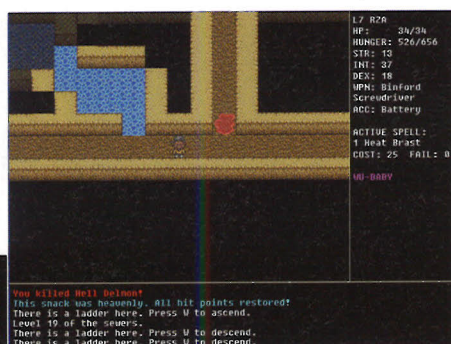 L7 RZA
HP: 34/34
HUNGER: 526/656
STR: 13
INT: 37
DEX: 18
WPN: Binford
Screwdriver
ACC: Battery
ACTIVE SPELL:
1 Heat Brast
COST: 25 FAIL: 0
WU-BABY
You killed Hell Delmon!
This snack was heavenly. All hit points restored!
There is a ladder here. Press W to ascend.
Level 19 of the sewers.
There is a ladder here. Press W to descend.
There is a ladder here. Press W to descend.